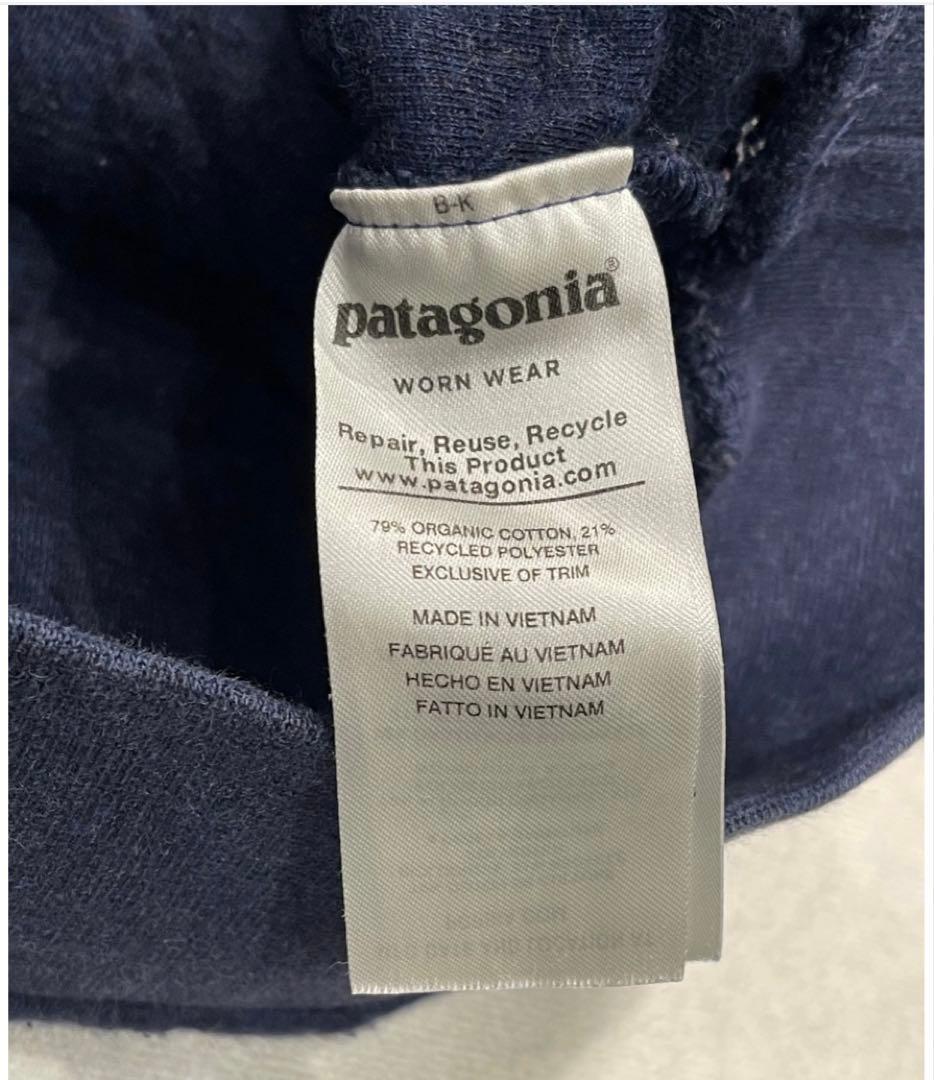 B-K
patagonia®
WORN WEAR
Repair, Reuse, Recycle
This Product
www.patagonia.com
79% ORGANIC COTTON, 21%
RECYCLED POLYESTER
EXCLUSIVE OF TRIM
MADE IN VIETNAM
FABRIQUÉ AU VIETNAM
HECHO EN VIETNAM
FATTO IN VIETNAM